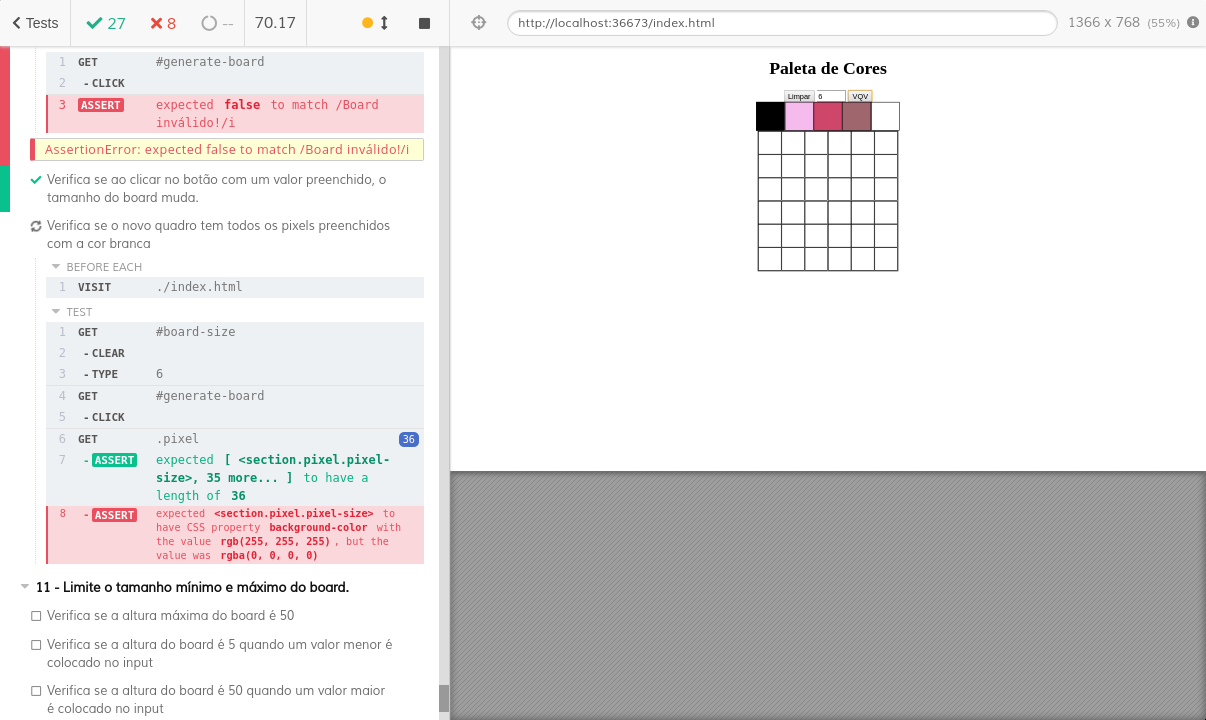 Tests
27
8
--
70.17
http://localhost:36673/index.html
1366 x 768 (55%)
1 GET #generate-board
2 - CLICK
3 ASSERT expected false to match /Board
inválido!/i
AssertionError: expected false to match /Board inválido!/i
Verifica se ao clicar no botão com um valor preenchido, o
tamanho do board muda.
Verifica se o novo quadro tem todos os pixels preenchidos
com a cor branca
BEFORE EACH
1 VISIT ./index.html
TEST
1 GET #board-size
2 - CLEAR
3 - TYPE 6
4 GET #generate-board
5 - CLICK
6 GET .pixel 36
7 - ASSERT expected [ <section.pixel.pixel-
size>, 35 more... ] to have a
length of 36
8 - ASSERT expected <section.pixel.pixel-size> to
have CSS property background-color with
the value rgb(255, 255, 255), but the
value was rgba(0, 0, 0, 0)
11 - Limite o tamanho mínimo e máximo do board.
Verifica se a altura máxima do board é 50
Verifica se a altura do board é 5 quando um valor menor é
colocado no input
Verifica se a altura do board é 50 quando um valor maior
é colocado no input
Paleta de Cores
Limpar 6 VQV